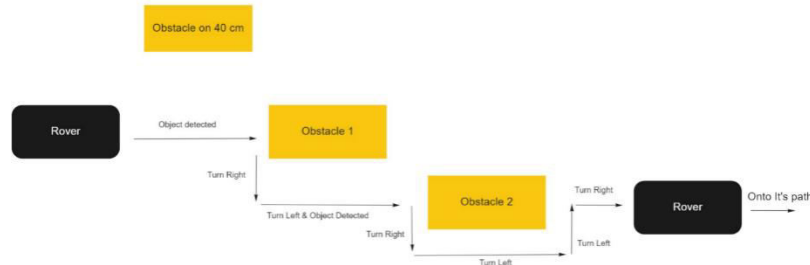 Obstacle on 40 cm
Rover
Object detected
Obstacle 1
Turn Right
Turn Left & Object Detected
Obstacle 2
Turn Right
Turn Left
Turn Left
Turn Right
Rover
Onto It's path